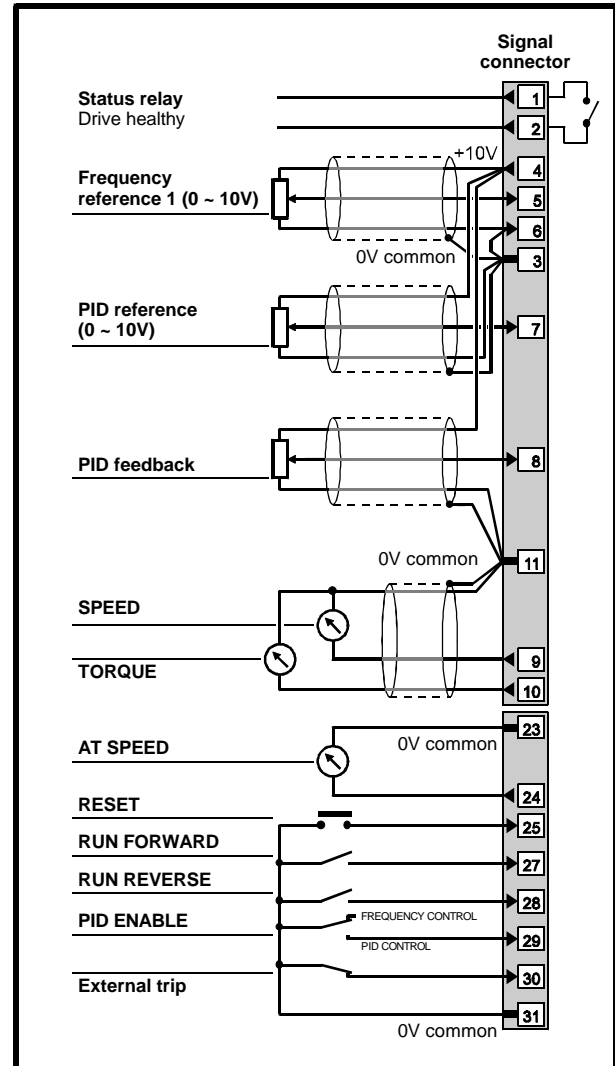 Signal
connector
Status relay
Drive healthy
1
2
+10V
4
Frequency
reference 1 (0 ~ 10V)
5
6
0V common
3
PID reference
(0 ~ 10V)
7
PID feedback
8
0V common
11
SPEED
9
TORQUE
10
23
0V common
AT SPEED
24
RESET
25
RUN FORWARD
27
RUN REVERSE
28
PID ENABLE
FREQUENCY CONTROL
29
PID CONTROL
30
External trip
31
0V common